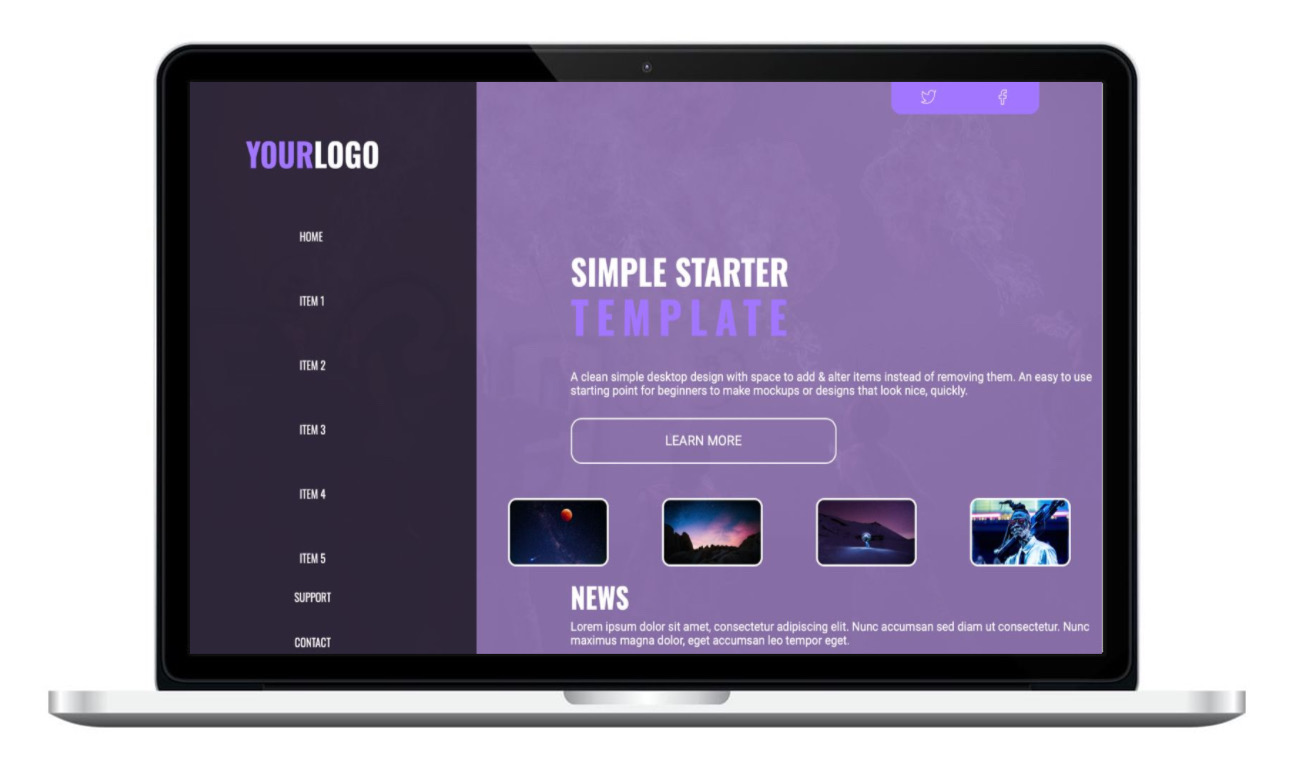 YOURLOGO
HOME
ITEM 1
ITEM 2
ITEM 3
ITEM 4
ITEM 5
SUPPORT
CONTACT
SIMPLE STARTER
TEMPLATE
A clean simple desktop design with space to add & alter items instead of removing them. An easy to use
starting point for beginners to make mockups or designs that look nice, quickly.
LEARN MORE
NEWS
Lorem ipsum dolor sit amet, consectetur adipiscing elit. Nunc accumsan sed diam ut consectetur. Nunc
maximus magna dolor, eget accumsan leo tempor eget.